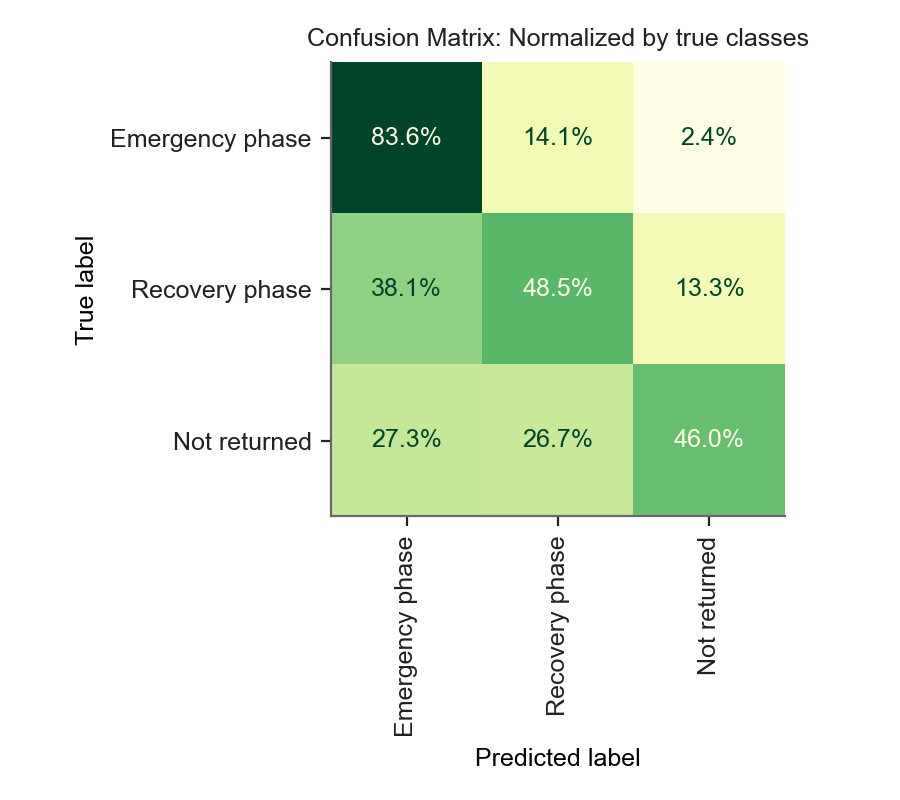 Confusion Matrix: Normalized by true classes
True label
Emergency phase
83.6%
14.1%
2.4%
Recovery phase
38.1%
48.5%
13.3%
Not returned
27.3%
26.7%
46.0%
Emergency phase
Recovery phase
Not returned
Predicted label